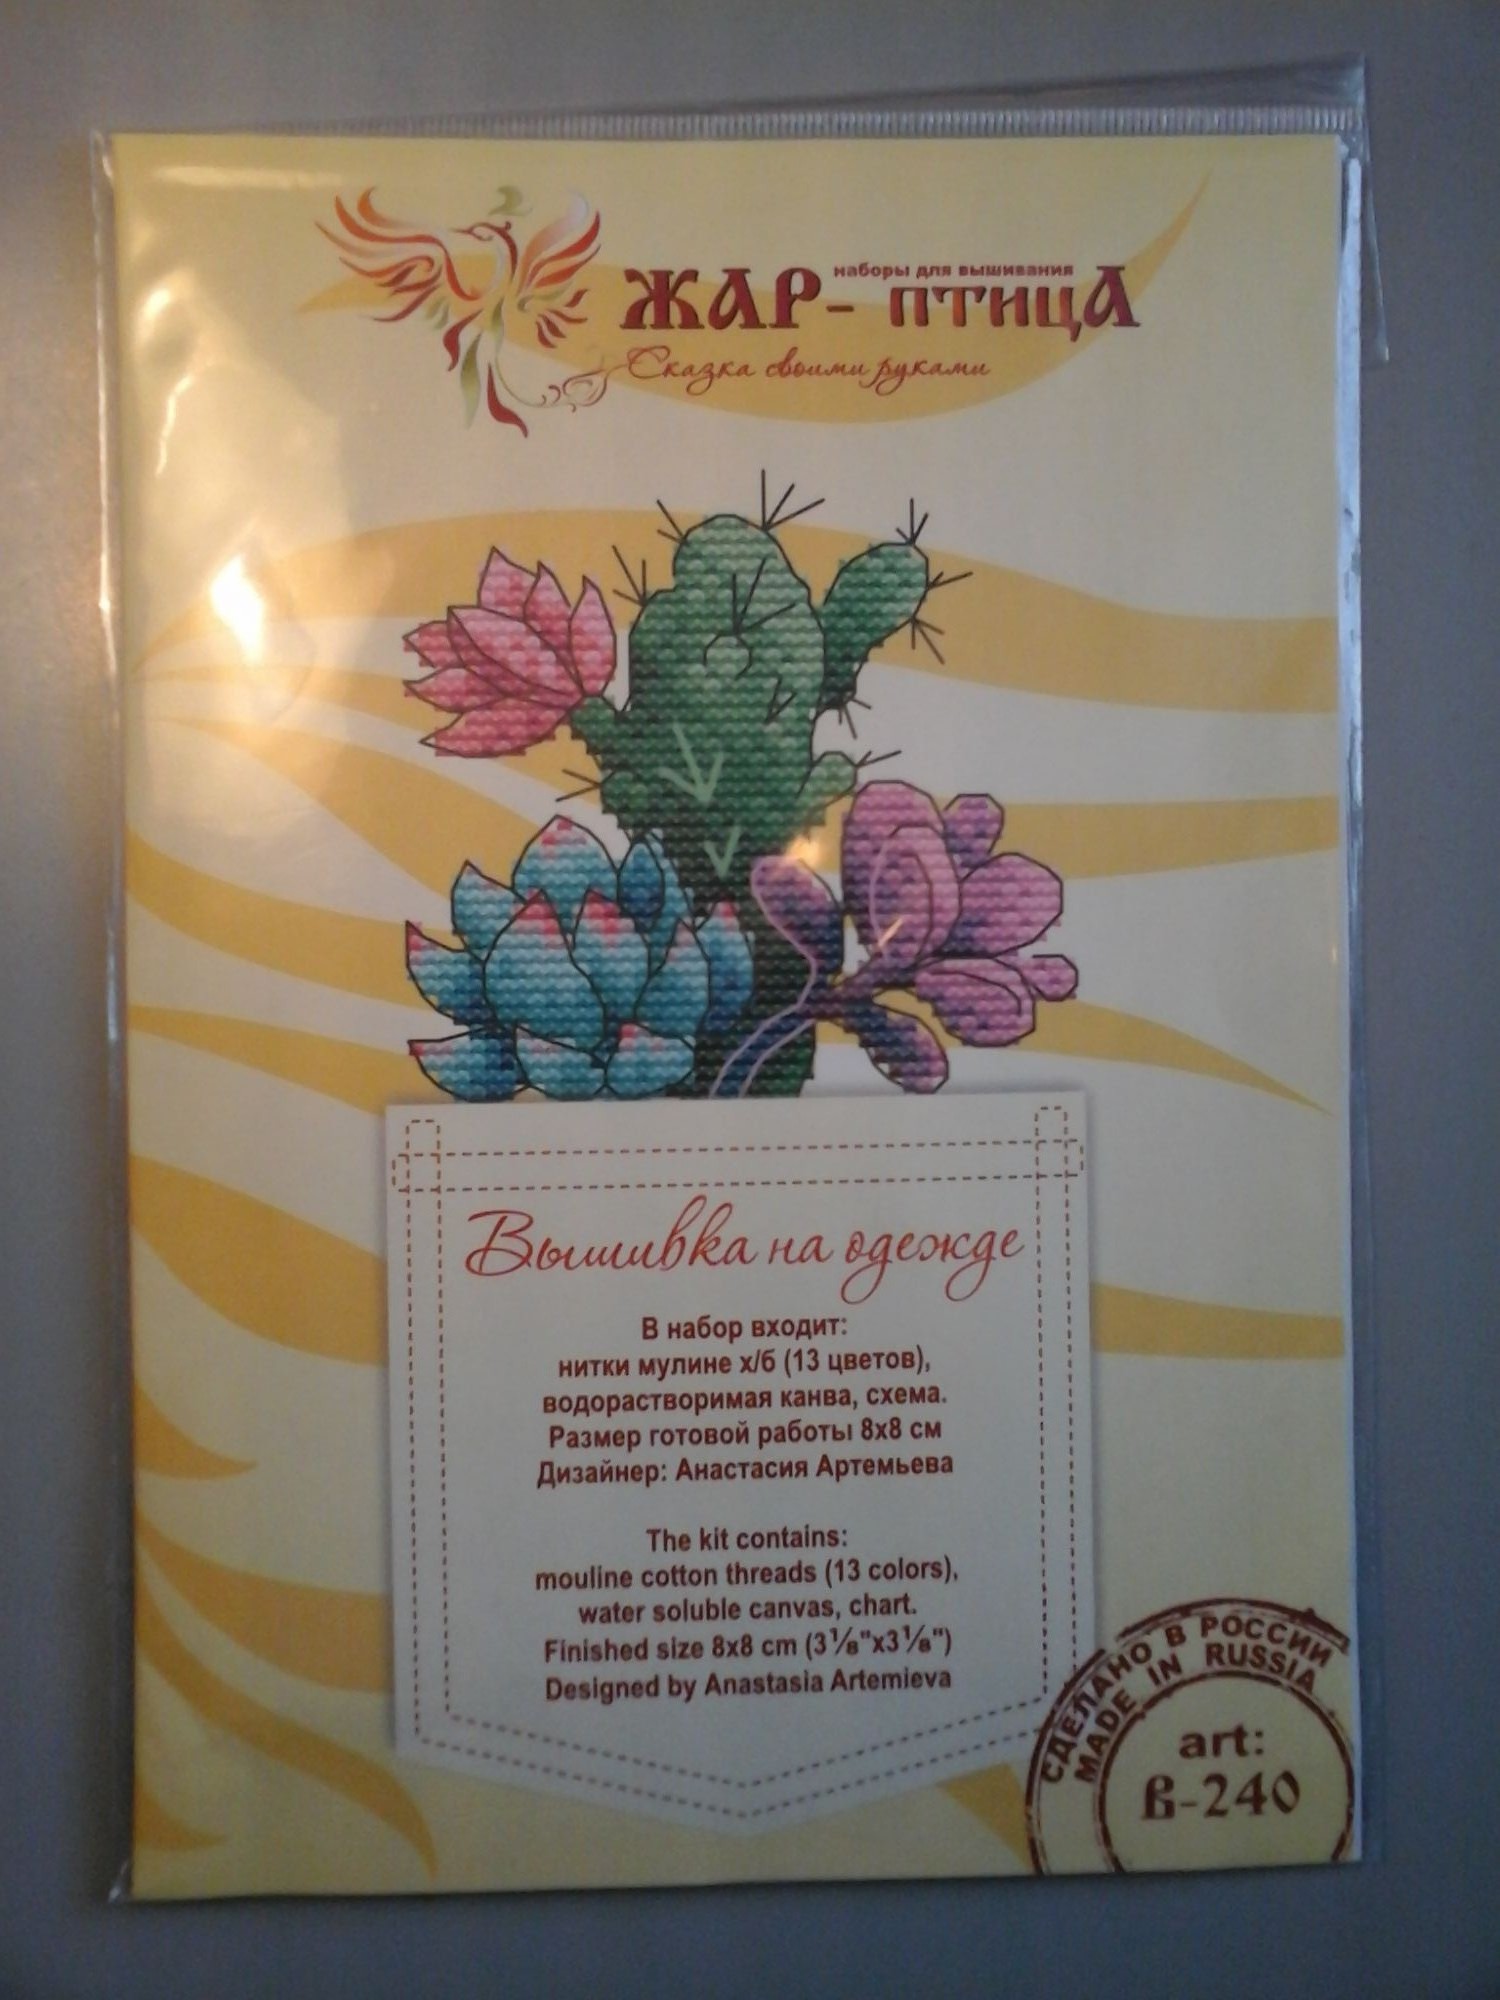 наборы для вышивания
ЖАР-ПТИЦА
Сказка своими руками
Вышивка на одежде
В набор входит:
нитки мулине х/б (13 цветов),
водорастворимая канва, схема.
Размер готовой работы 8х8 см
Дизайнер: Анастасия Артемьева
The kit contains:
mouline cotton threads (13 colors),
water soluble canvas, chart.
Finished size 8x8 cm (3⅛"x3⅛")
Designed by Anastasia Artemieva
СДЕЛАНО В РОССИИ
MADE IN RUSSIA
art:
В-240